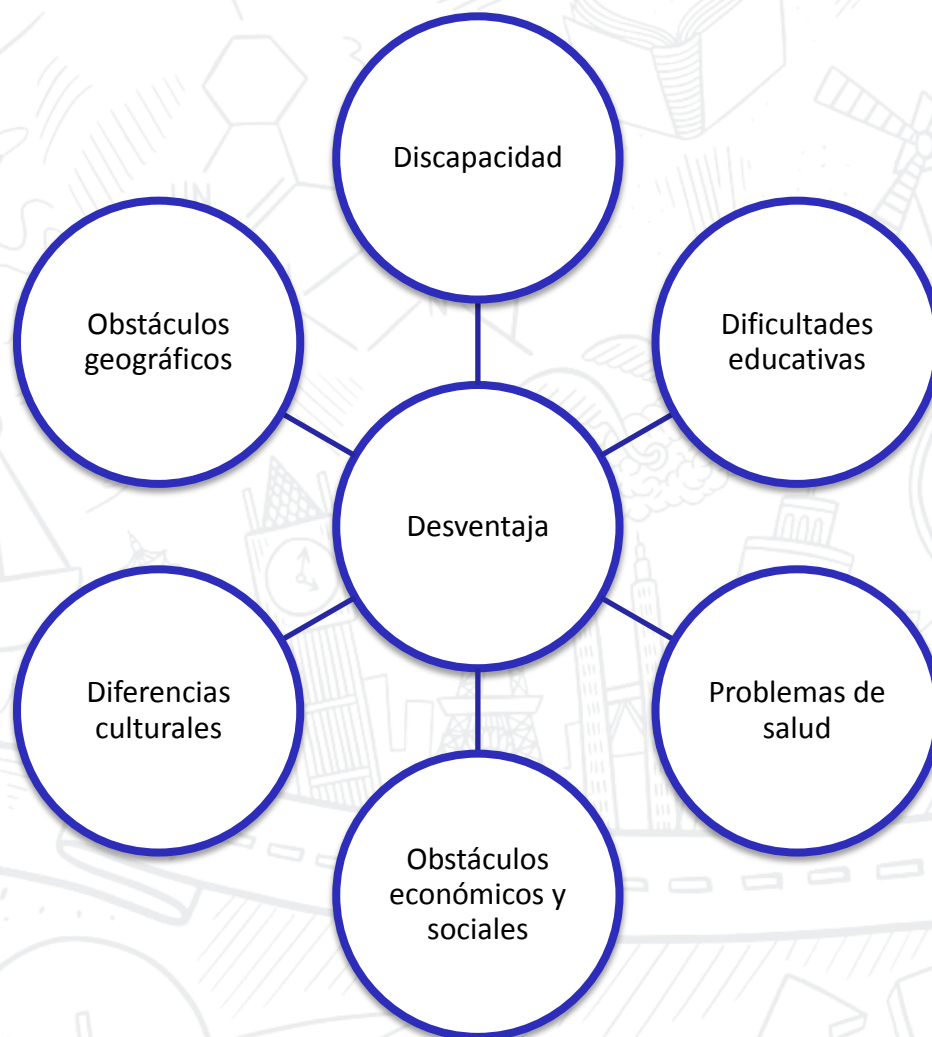 Discapacidad
Dificultades
educativas
Problemas de
salud
Obstáculos
económicos y
sociales
Diferencias
culturales
Obstáculos
geográficos
Desventaja